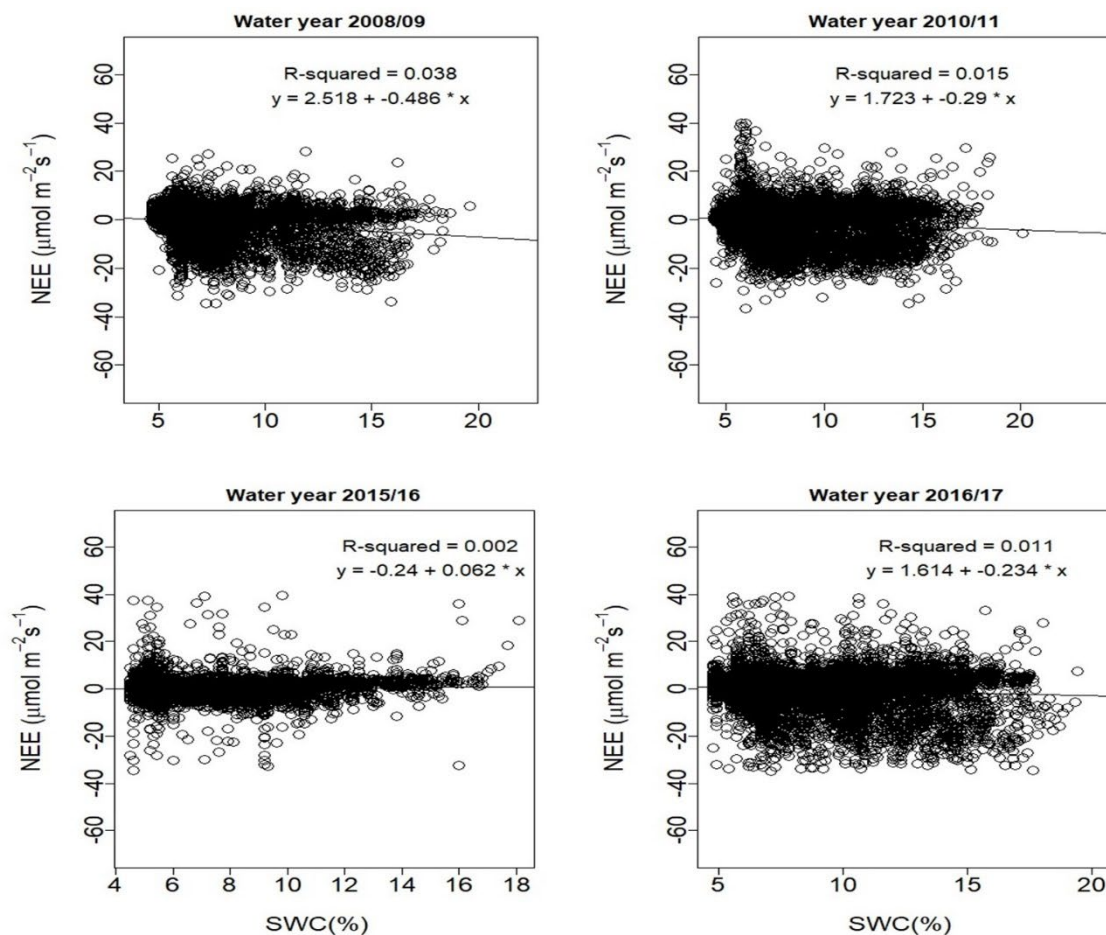 Water year 2008/09
R-squared = 0.038
y = 2.518 + -0.486 * x
NEE (μmol m⁻²s⁻¹)
60
40
20
0
-20
-40
-60
5 10 15 20
Water year 2010/11
R-squared = 0.015
y = 1.723 + -0.29 * x
NEE (μmol m⁻²s⁻¹)
60
40
20
0
-20
-40
-60
5 10 15 20
Water year 2015/16
R-squared = 0.002
y = -0.24 + 0.062 * x
NEE (μmol m⁻²s⁻¹)
60
40
20
0
-20
-40
-60
4 6 8 10 12 14 16 18
SWC(%)
Water year 2016/17
R-squared = 0.011
y = 1.614 + -0.234 * x
NEE (μmol m⁻²s⁻¹)
60
40
20
0
-20
-40
-60
5 10 15 20
SWC(%)